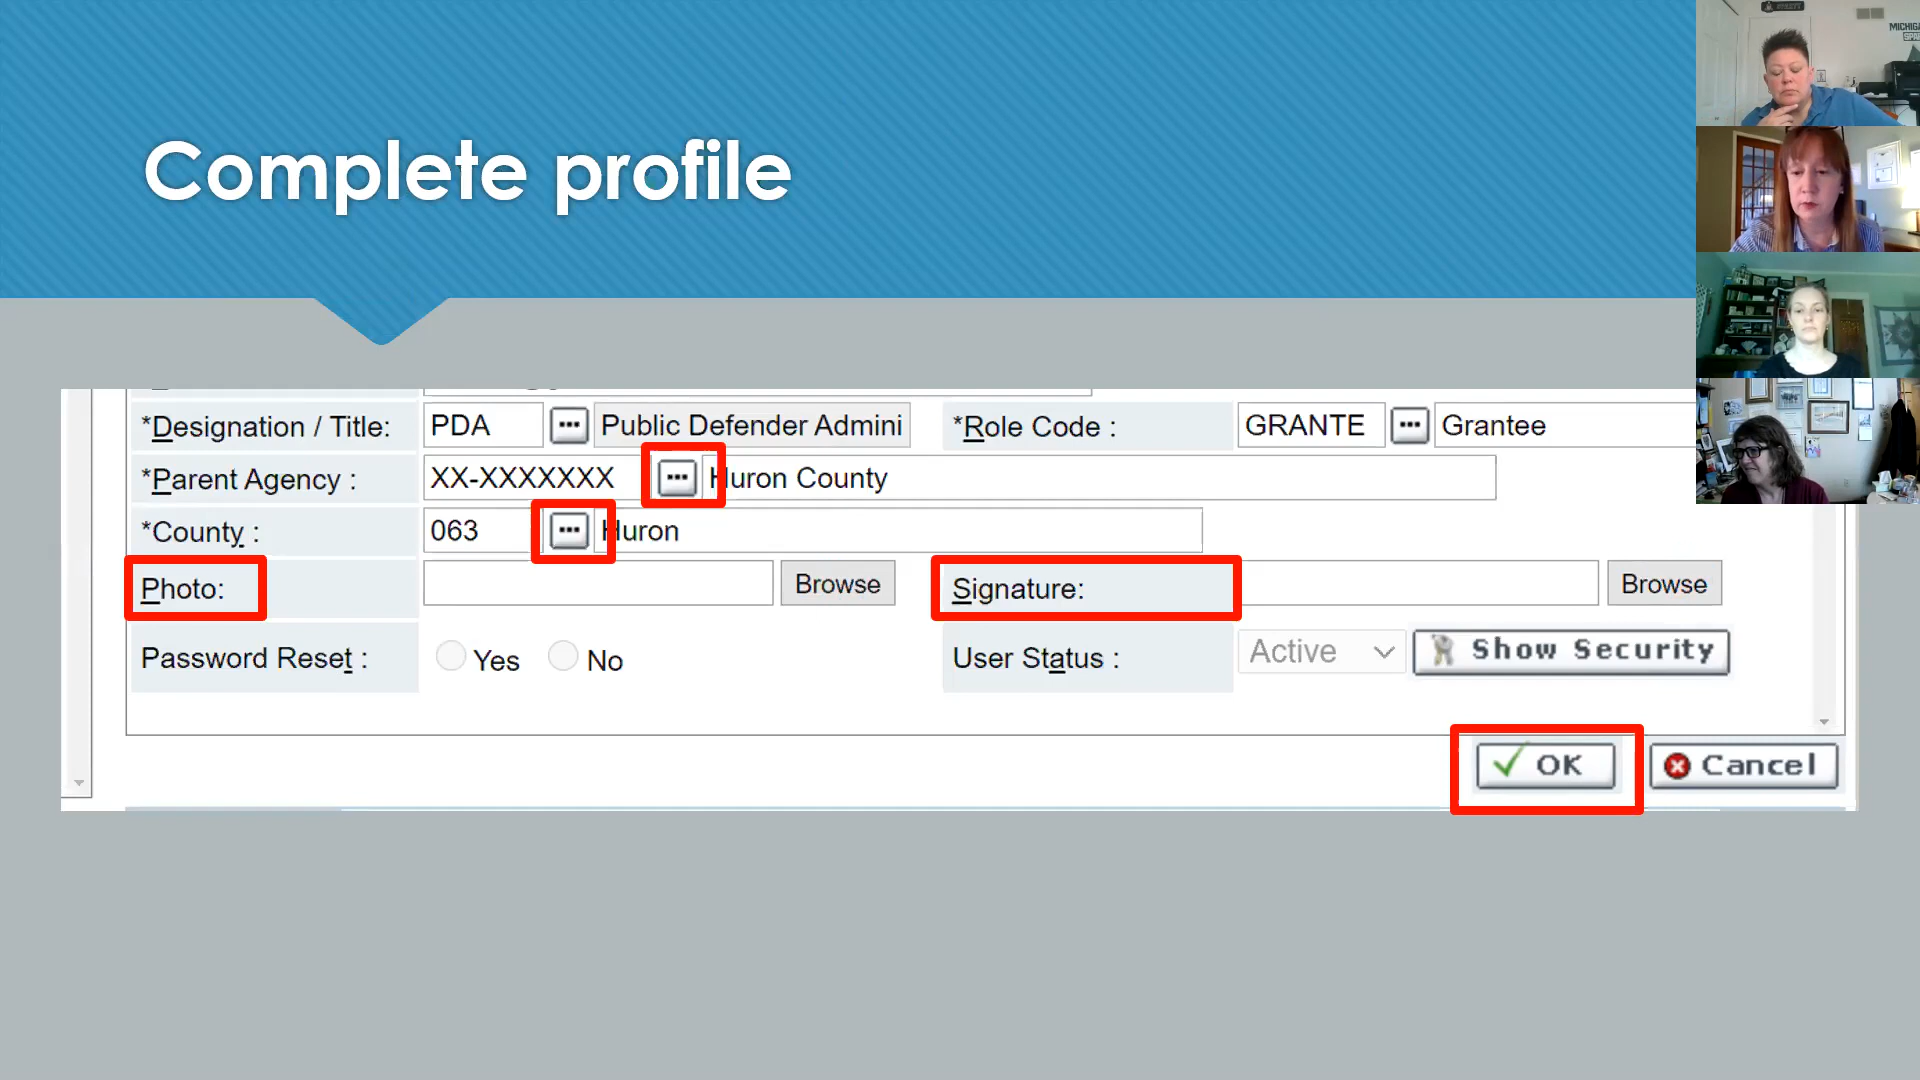 Complete profile
*Designation / Title: PDA ... Public Defender Admini *Role Code : GRANTE ... Grantee
*Parent Agency : XX-XXXXXXX ... Huron County
*County : 063 ... Huron
Photo: Browse Signature: Browse
Password Reset : Yes No User Status : Active Show Security
OK Cancel